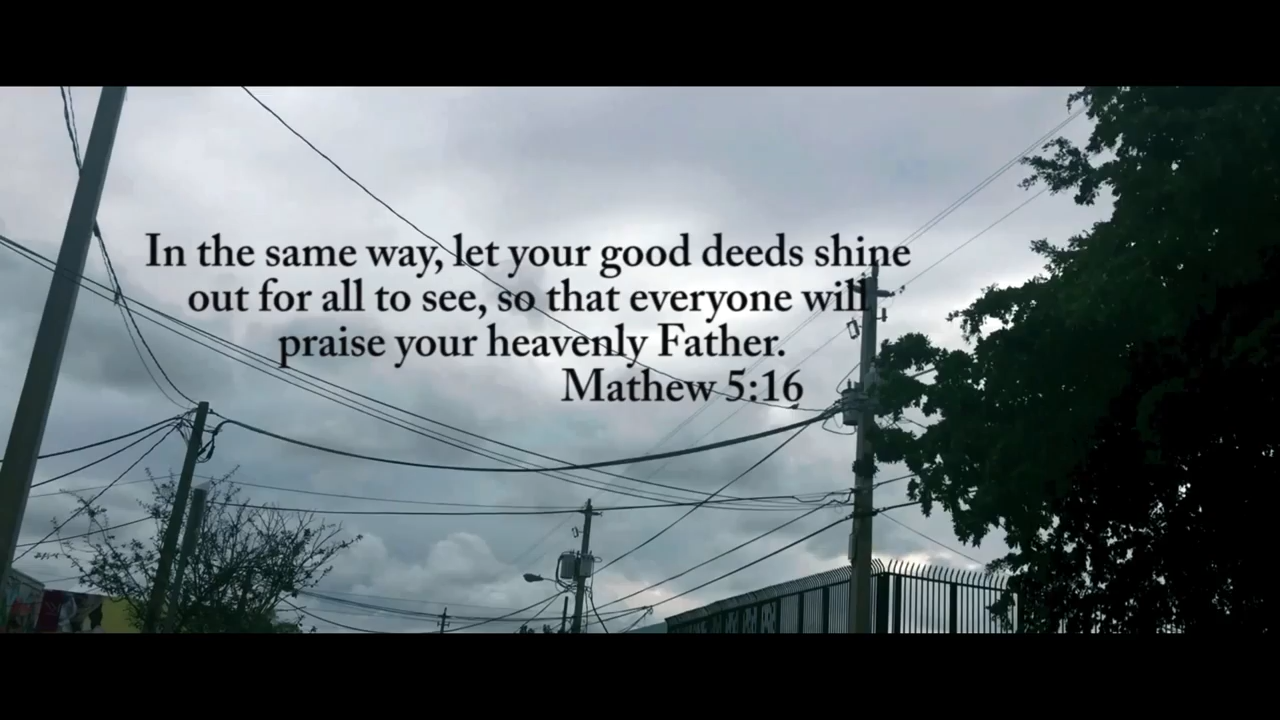 In the same way, let your good deeds shine
out for all to see, so that everyone will
praise your heavenly Father.
Mathew 5:16